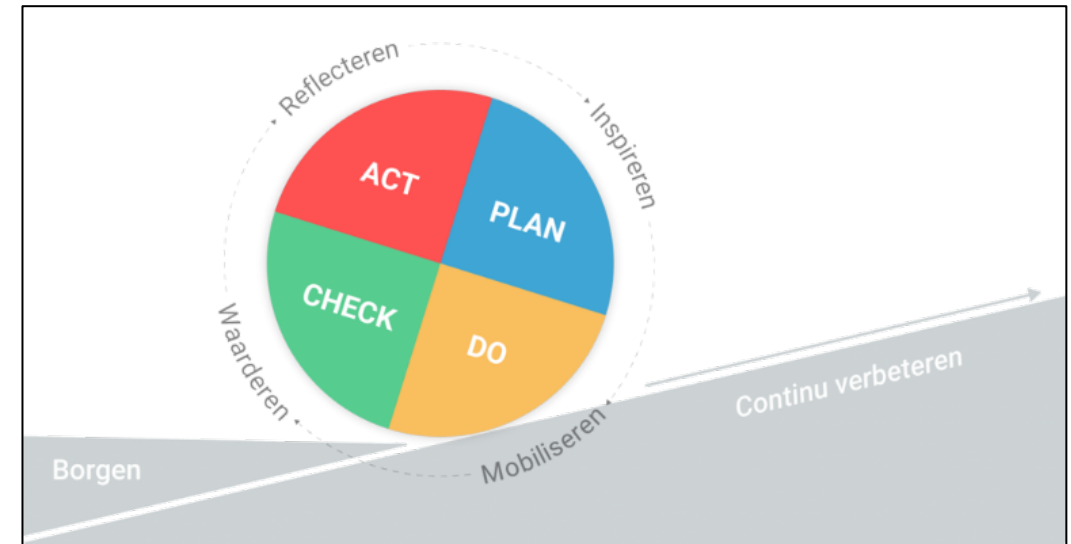 Reflecteren
Inspireren
ACT
PLAN
CHECK
DO
Waarderen
Mobiliseren
Continu verbeteren
Borgen